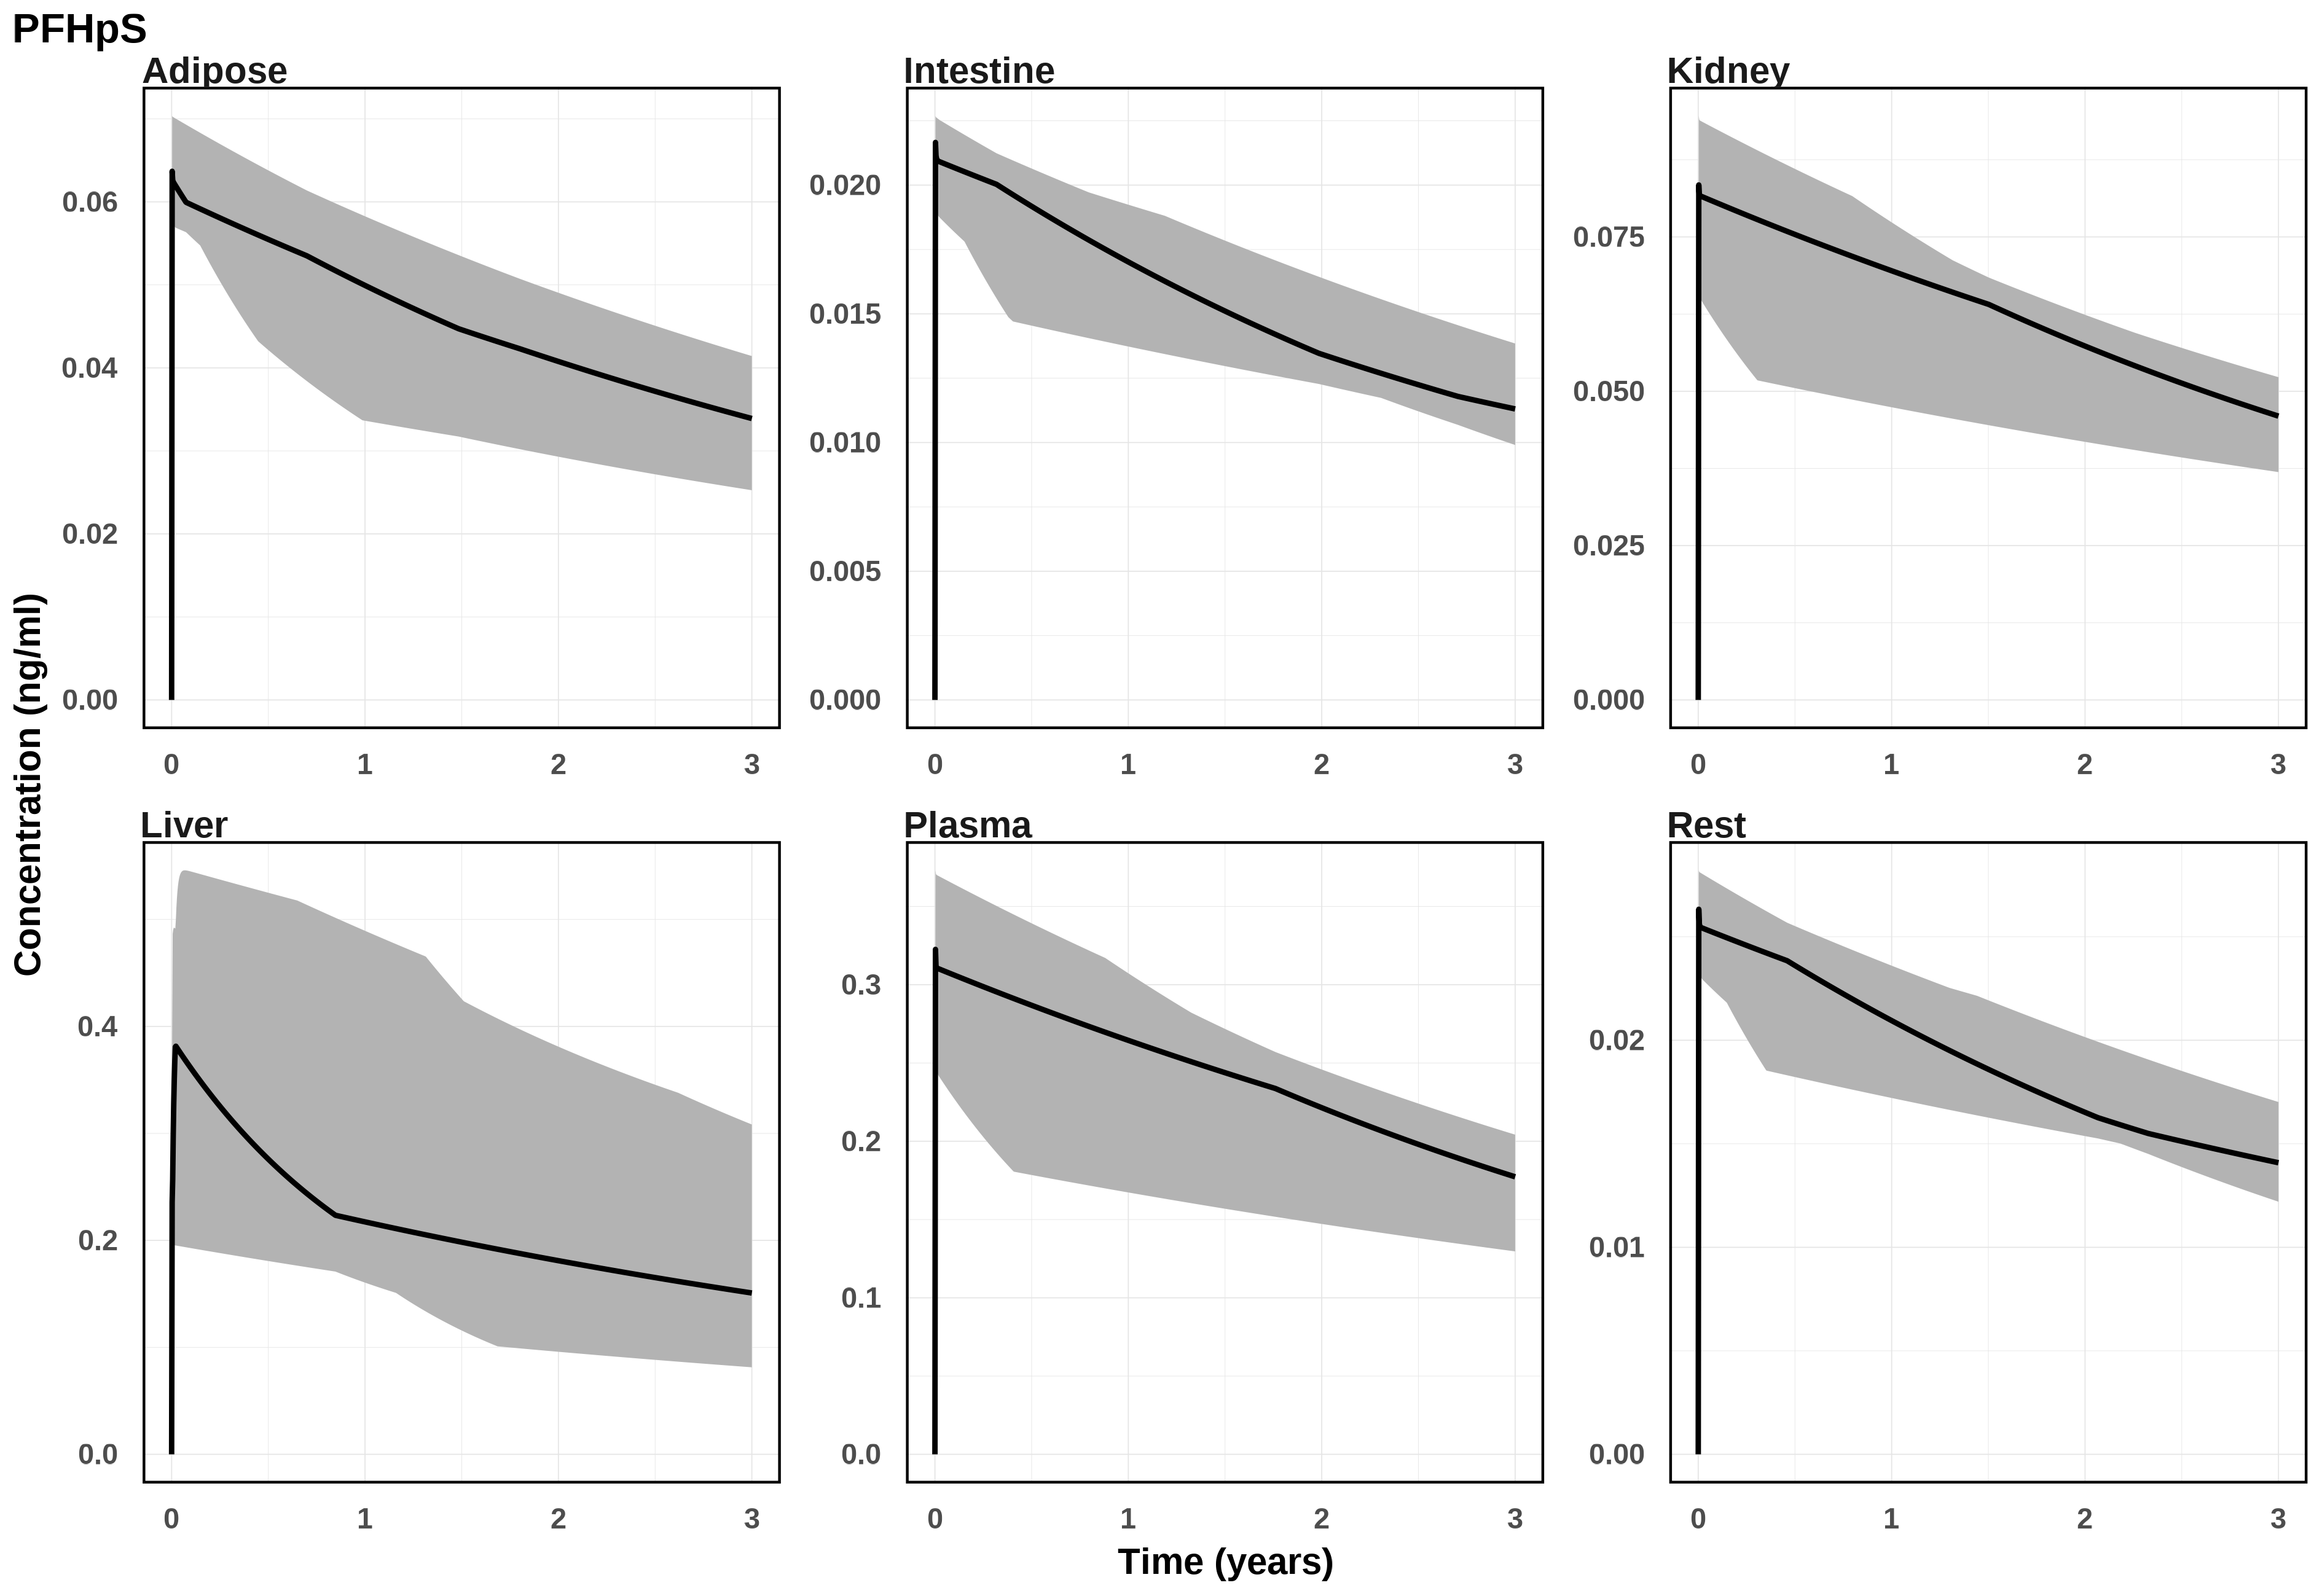 PFHpS
Adipose
Intestine
Kidney
0.06
0.04
0.02
0.00
0.020
0.015
0.010
0.005
0.000
0.075
0.050
0.025
0.000
0 1 2 3
0 1 2 3
0 1 2 3
Concentration (ng/ml)
Liver
Plasma
Rest
0.4
0.2
0.0
0.3
0.2
0.1
0.0
0.02
0.01
0.00
0 1 2 3
0 1 2 3
0 1 2 3
Time (years)